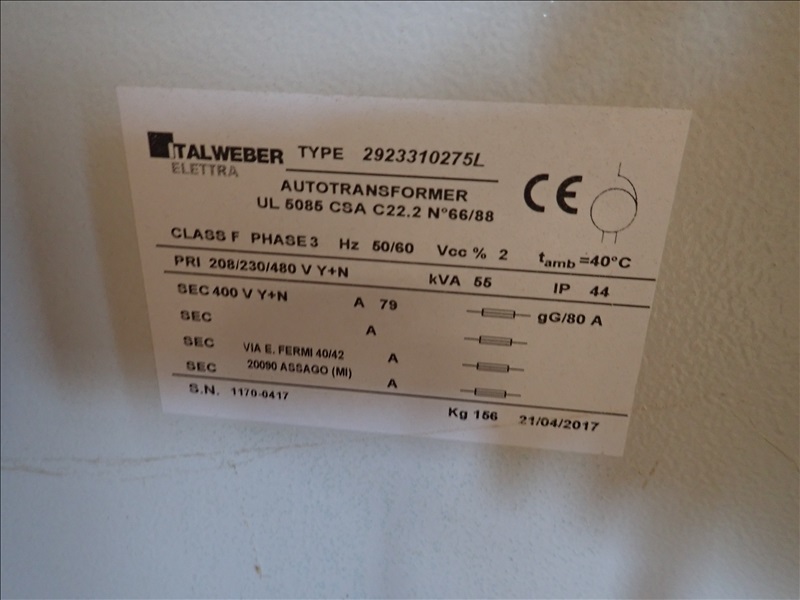 ITALWEBER
ELETTRA
TYPE 2923310275L
AUTOTRANSFORMER
UL 5085 CSA C22.2 N°66/88
CE
CLASS F PHASE 3 Hz 50/60 Vcc % 2 tamb =40°C
PRI 208/230/480 V Y+N kVA 55 IP 44
SEC 400 V Y+N A 79 gG/80 A
SEC A
SEC VIA E. FERMI 40/42 A
SEC 20090 ASSAGO (MI) A
S.N. 1170-0417 Kg 156 21/04/2017